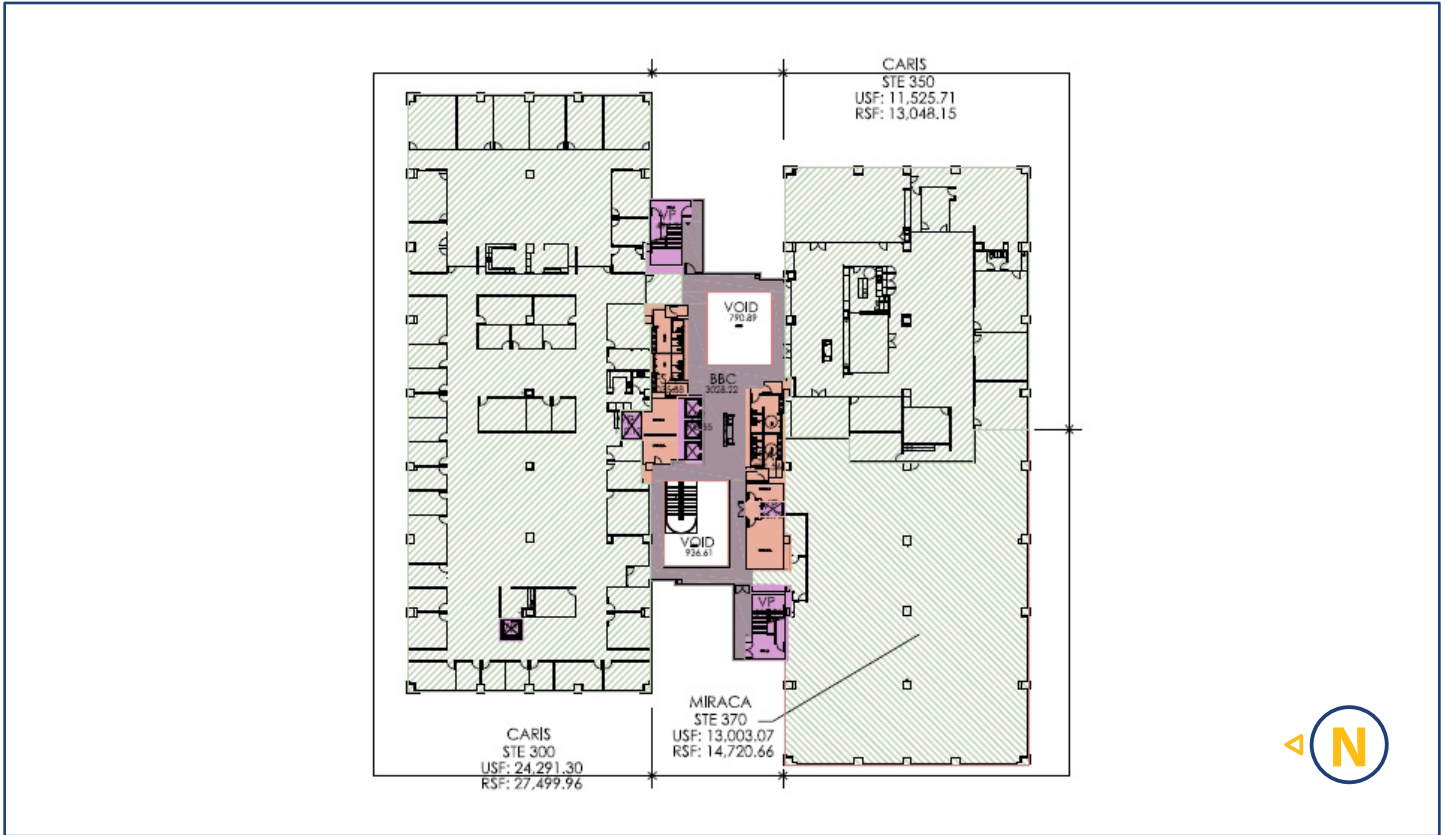 CARIS
STE 350
USF: 11,525.71
RSF: 13,048.15
VP
VOID
790.89
BBC
3028.22
VOID
936.61
VP
MIRACA
STE 370
USF: 13,003.07
RSF: 14,720.66
CARIS
STE 300
USF: 24,291.30
RSF: 27,499.96
N